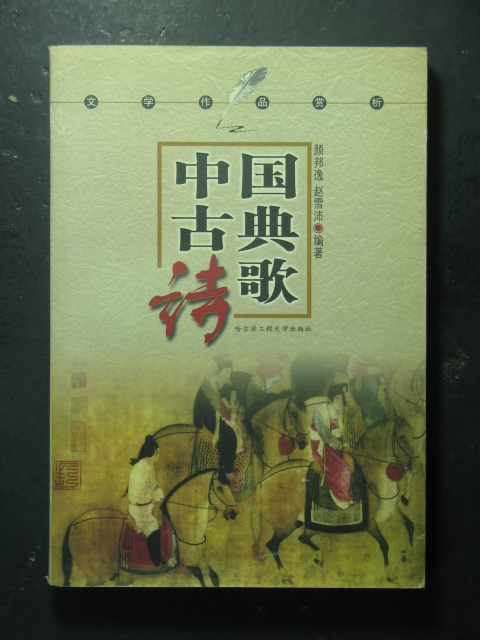 文学作品赏析
中国
古典
诗歌
颜邦逸 赵雪沛●编著
哈尔滨工程大学出版社